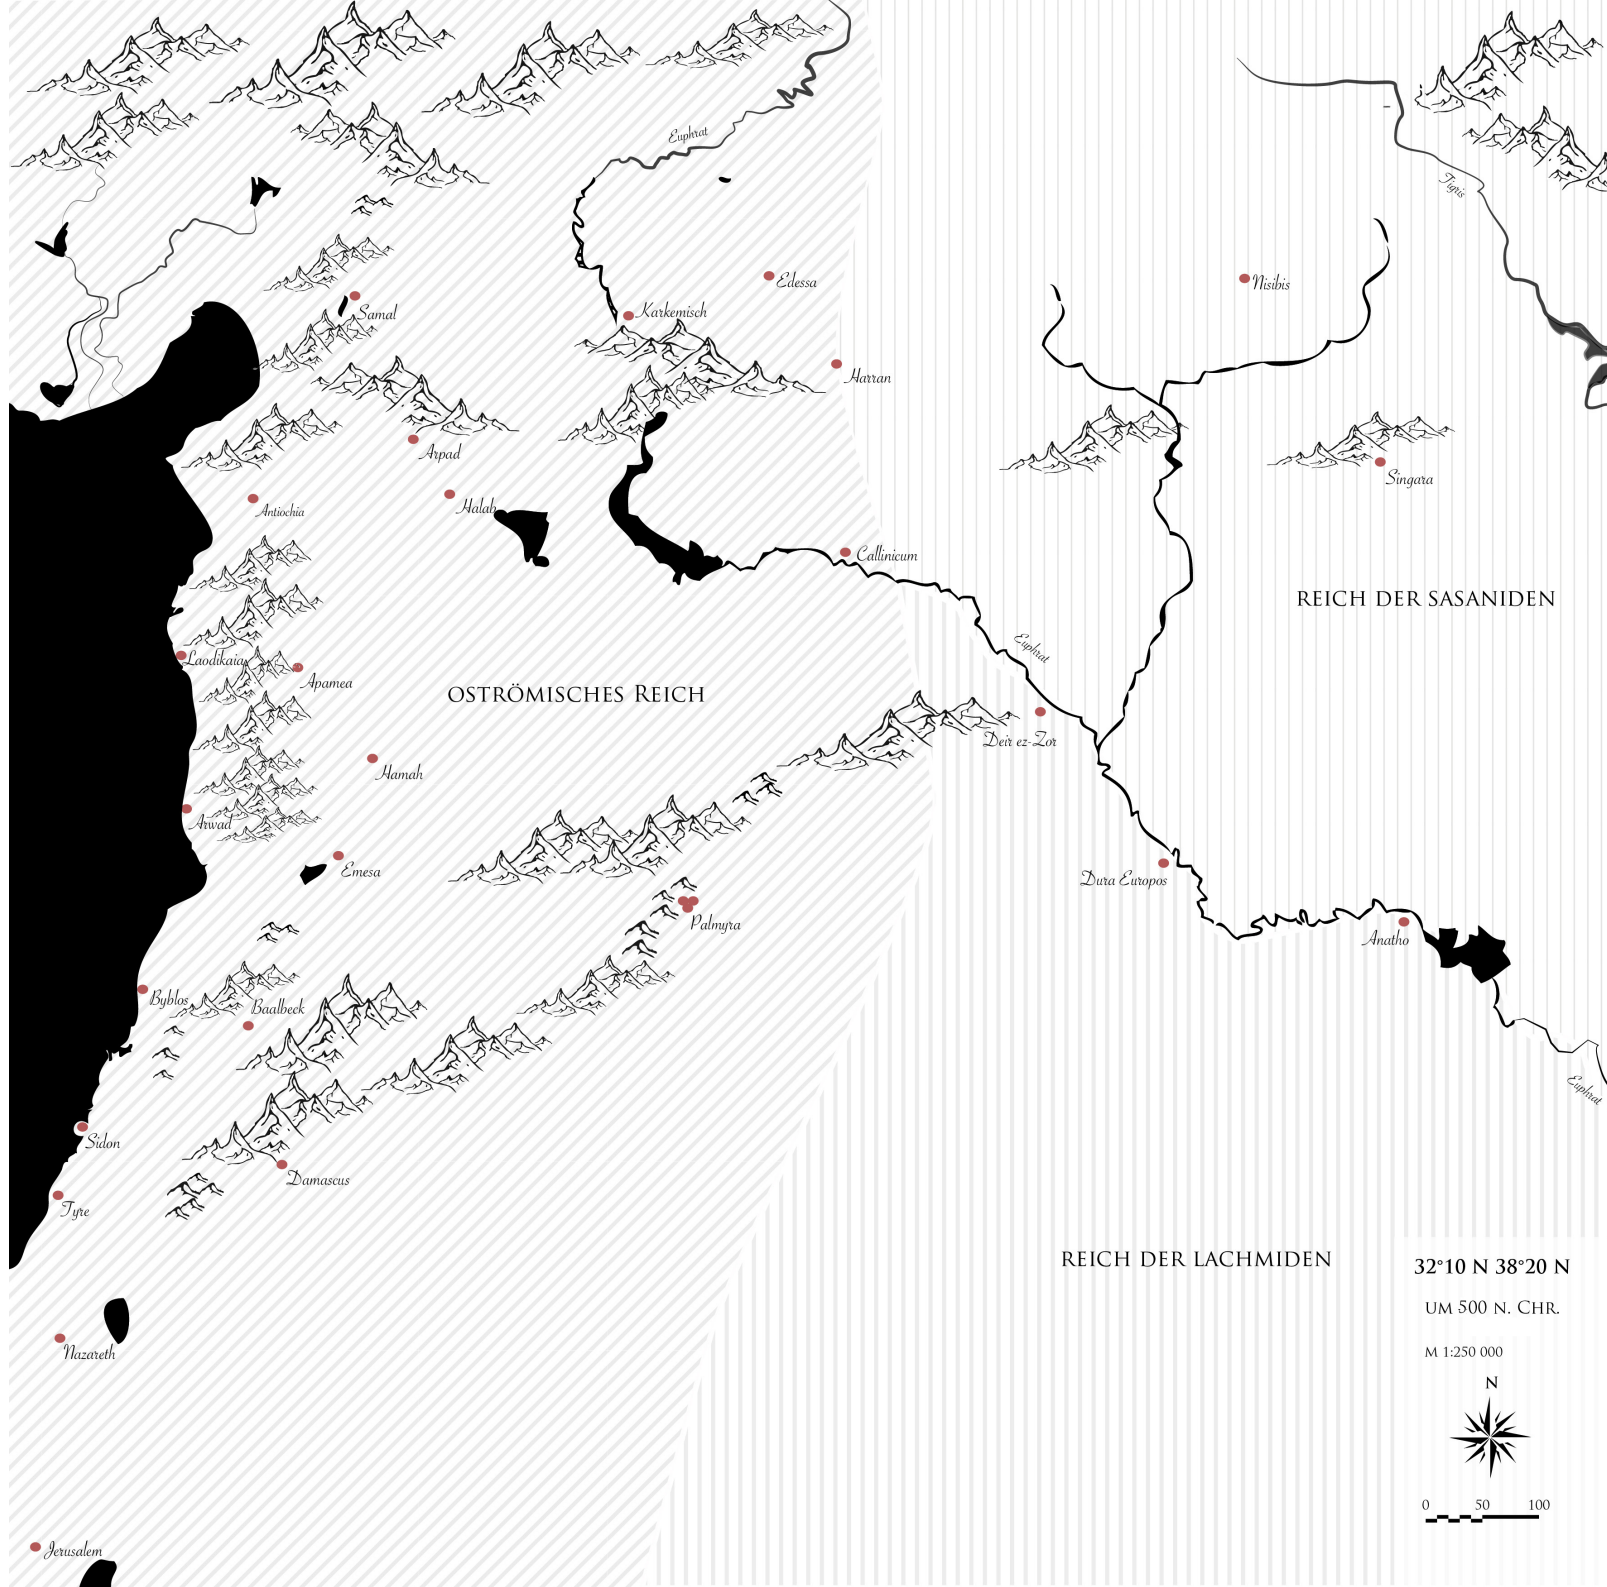 Euphrat
Tigris
Edessa
Nisibis
Samal
Karkemisch
Harran
Arpad
Singara
Halab
Antiochia
Callinicum
REICH DER SASANIDEN
Euphrat
Laodikaia
Apamea
OSTRÖMISCHES REICH
Deir ez-Zor
Hamah
Arwad
Emesa
Dura Europos
Palmyra
Anatho
Byblos
Baalbeck
Euphrat
Sidon
Damascus
Tyre
REICH DER LACHMIDEN
32°10 N 38°20 N
UM 500 N. CHR.
M 1:250 000
Nazareth
N
0 50 100
Jerusalem